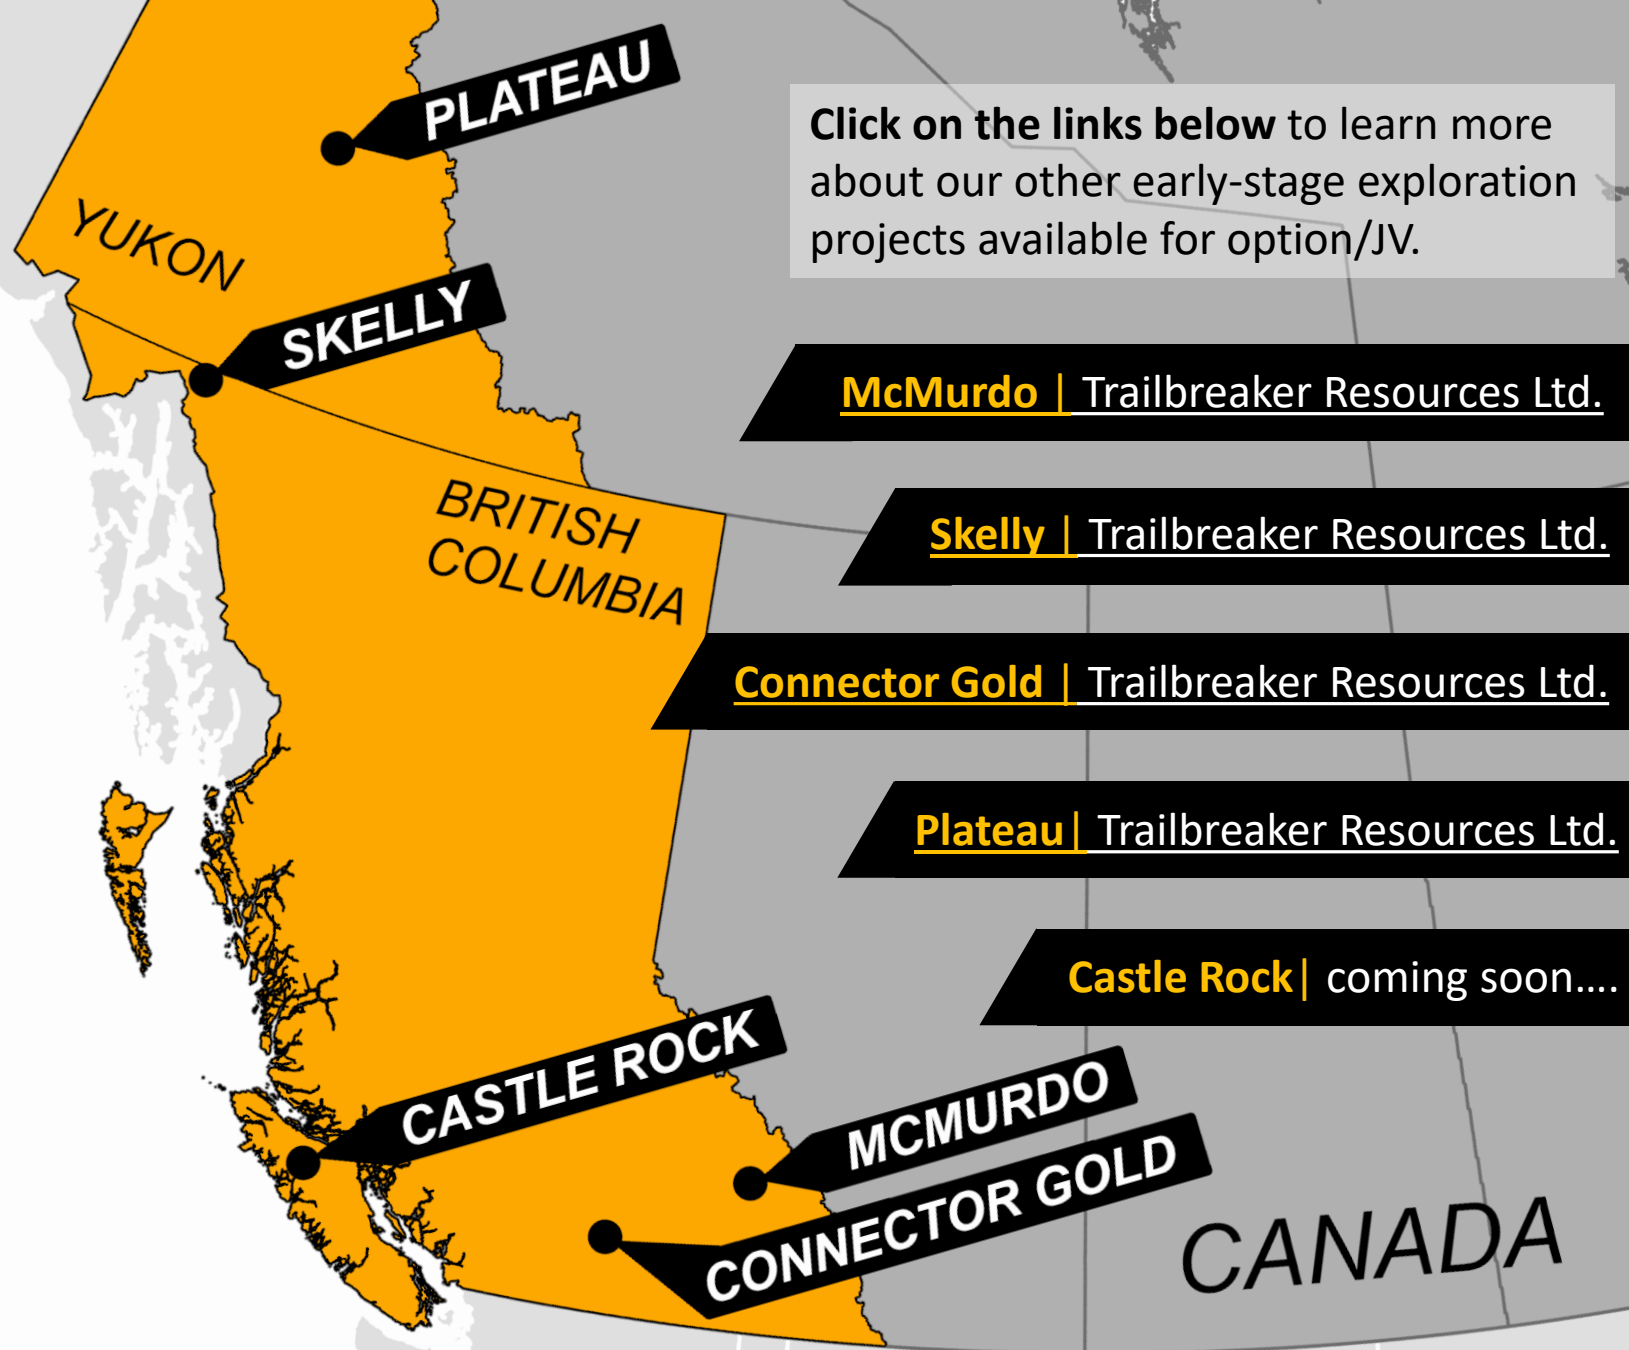 PLATEAU
Click on the links below to learn more
about our other early-stage exploration
projects available for option/JV.
YUKON
SKELLY
McMurdo | Trailbreaker Resources Ltd.
BRITISH
COLUMBIA
Skelly | Trailbreaker Resources Ltd.
Connector Gold | Trailbreaker Resources Ltd.
Plateau| Trailbreaker Resources Ltd.
Castle Rock| coming soon....
CASTLE ROCK
MCMURDO
CONNECTOR GOLD
CANADA